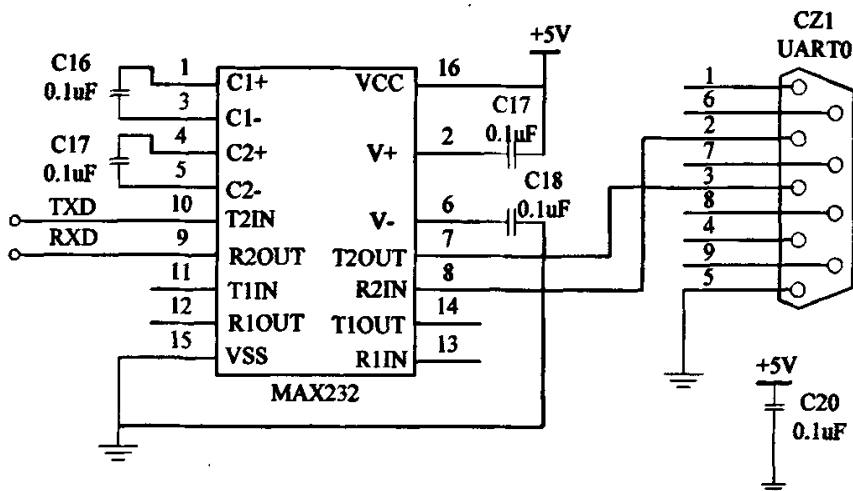 CZ1
UART0
+5V
C16
0.1uF
1
C1+
VCC
16
3
C1-
C17
0.1uF
4
C2+
V+
2
C17
0.1uF
5
C2-
C18
0.1uF
TXD
10
T2IN
V-
6
RXD
9
R2OUT
T2OUT
7
11
T1IN
R2IN
8
12
R1OUT
T1OUT
14
15
VSS
R1IN
13
MAX232
1
6
2
7
3
8
4
9
5
+5V
C20
0.1uF